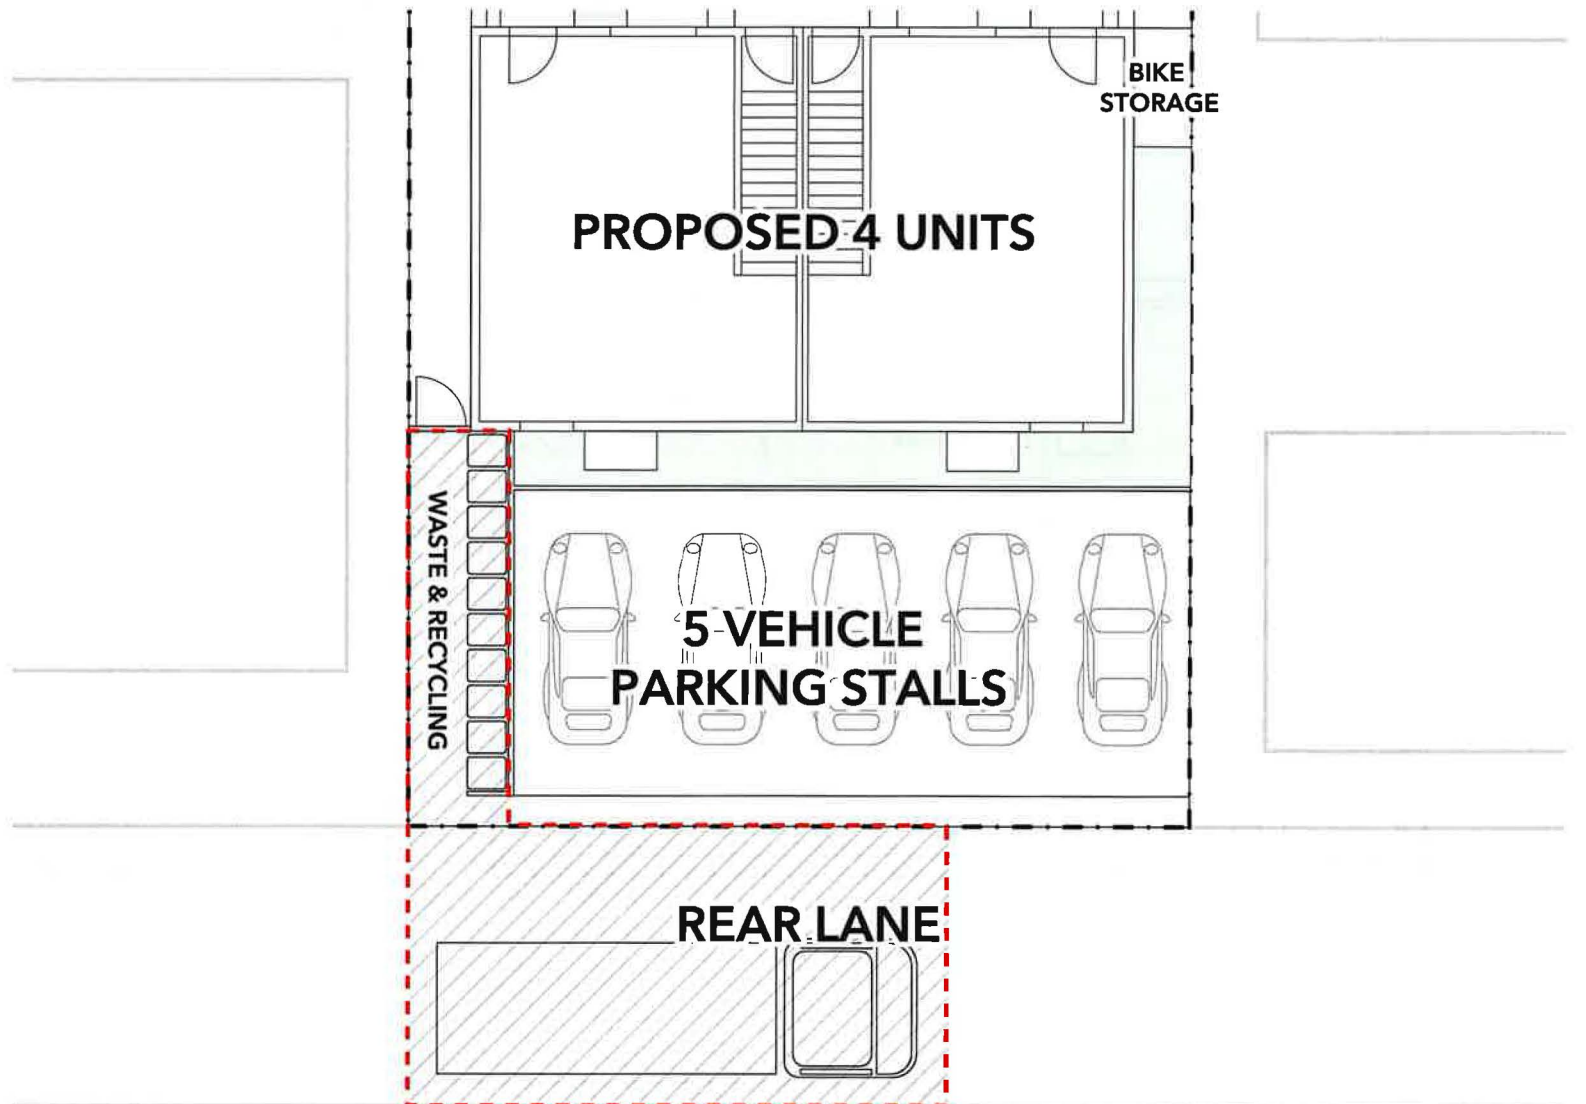 BIKE
STORAGE
PROPOSED 4 UNITS
WASTE & RECYCLING
5 VEHICLE
PARKING STALLS
REAR LANE